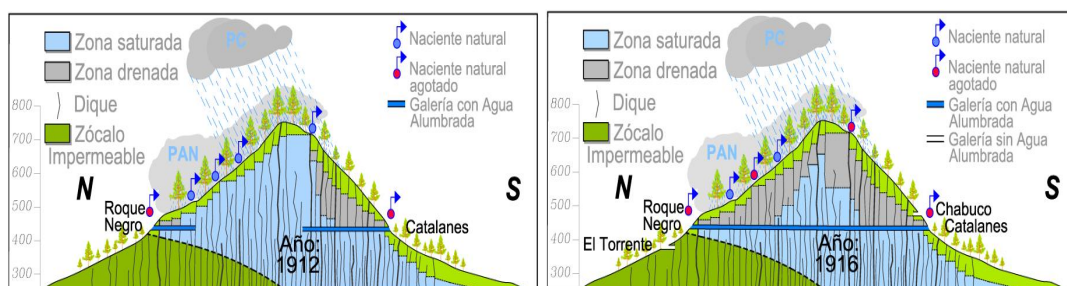 PC
Zona saturada
Zona drenada
Dique
Zócalo
Impermeable
Naciente natural
Naciente natural
agotado
Galería con Agua
Alumbrada
800
700
600
500
400
300
PAN
N
S
Roque
Negro
Catalanes
Año:
1912
PC
Zona saturada
Zona drenada
Dique
Zócalo
Impermeable
Naciente natural
Naciente natural
agotado
Galería con Agua
Alumbrada
Galería sin Agua
Alumbrada
800
700
600
500
400
300
PAN
N
S
Roque
Negro
El Torrente
Chabuco
Catalanes
Año:
1916